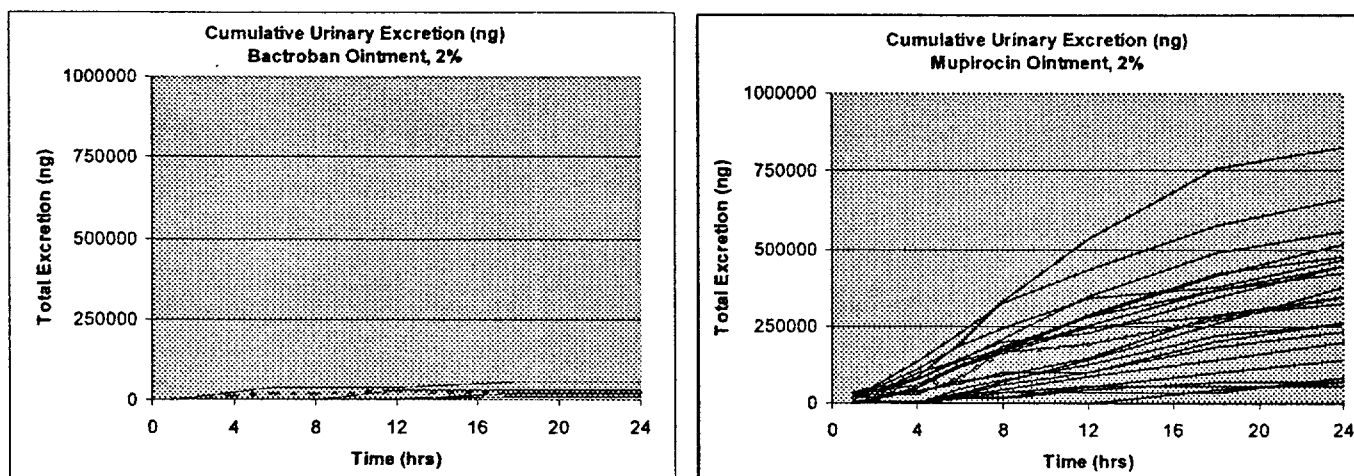 Cumulative Urinary Excretion (ng)
Bactroban Ointment, 2%
1000000
750000
500000
250000
0
Total Excretion (ng)
0 4 8 12 16 20 24
Time (hrs)
Cumulative Urinary Excretion (ng)
Mupirocin Ointment, 2%
1000000
750000
500000
250000
0
Total Excretion (ng)
0 4 8 12 16 20 24
Time (hrs)